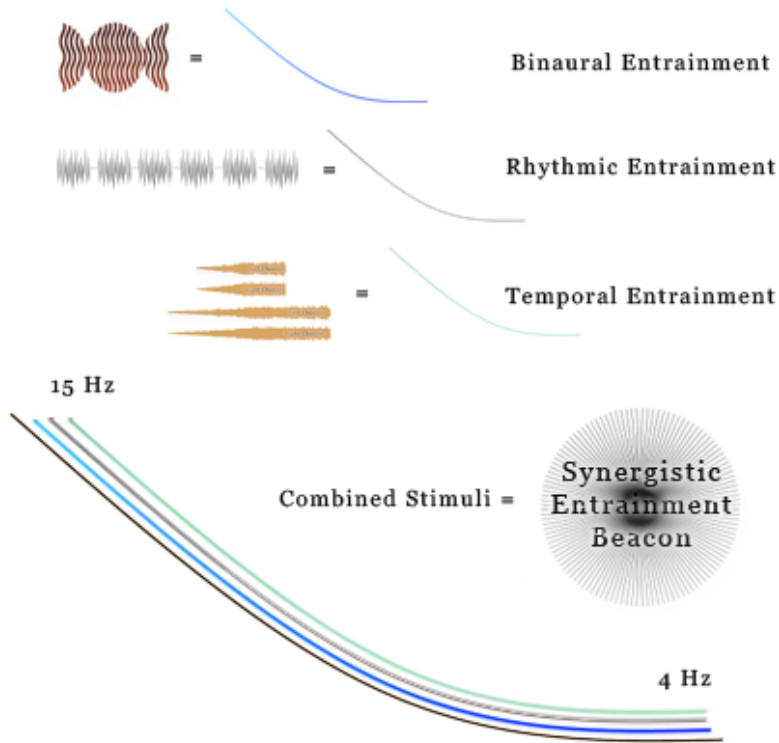 = Binaural Entrainment
= Rhythmic Entrainment
= Temporal Entrainment
15 Hz
Combined Stimuli =
Synergistic
Entrainment
Beacon
4 Hz